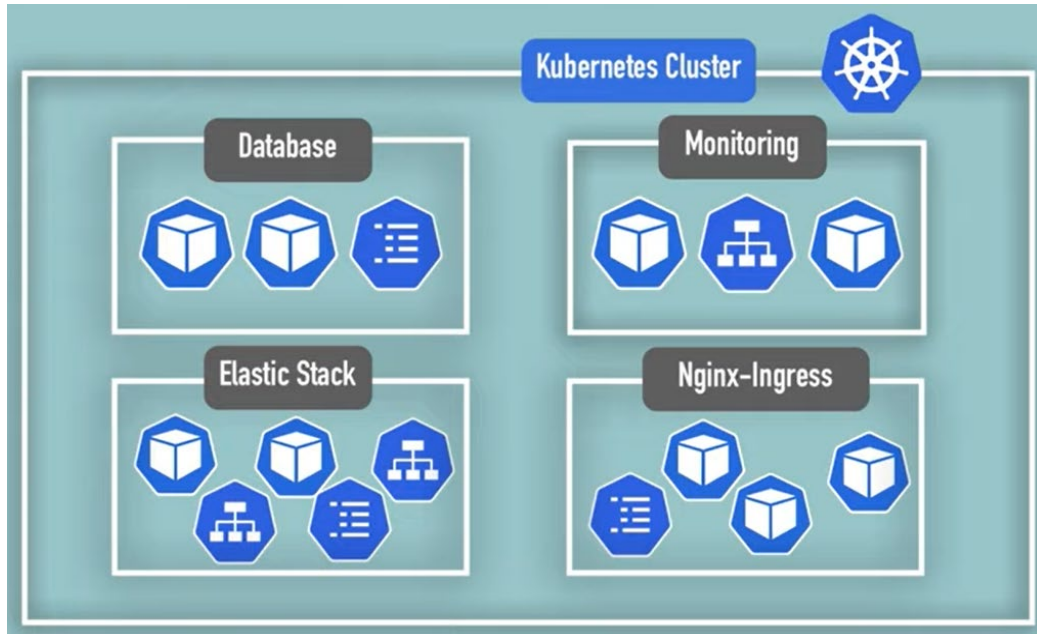 Kubernetes Cluster
Database
Monitoring
Elastic Stack
Nginx-Ingress